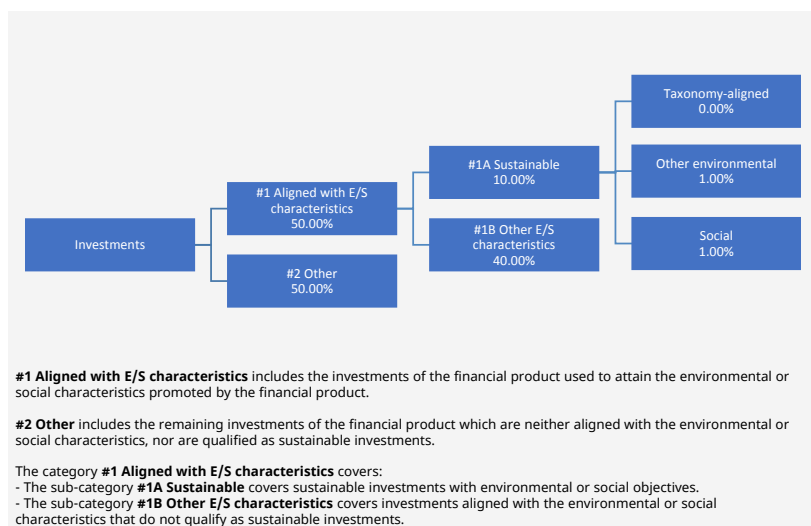 Investments
#1 Aligned with E/S
characteristics
50.00%
#2 Other
50.00%
#1A Sustainable
10.00%
#1B Other E/S
characteristics
40.00%
Taxonomy-aligned
0.00%
Other environmental
1.00%
Social
1.00%
#1 Aligned with E/S characteristics includes the investments of the financial product used to attain the environmental or
social characteristics promoted by the financial product.
#2 Other includes the remaining investments of the financial product which are neither aligned with the environmental or
social characteristics, nor are qualified as sustainable investments.
The category #1 Aligned with E/S characteristics covers:
- The sub-category #1A Sustainable covers sustainable investments with environmental or social objectives.
- The sub-category #1B Other E/S characteristics covers investments aligned with the environmental or social
characteristics that do not qualify as sustainable investments.